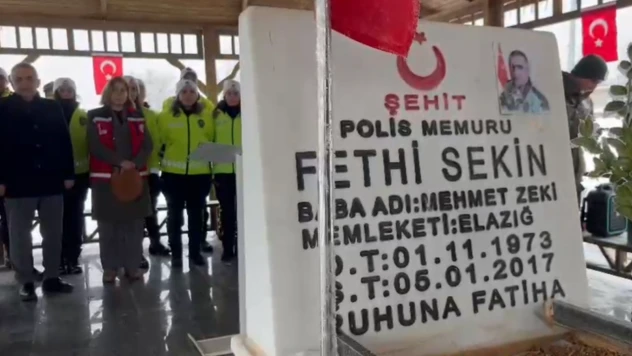 ŞEHİT
POLİS MEMURU
FETHİ SEKİN
BABA ADI:MEHMET ZEKİ
MEMLEKETİ:ELAZIĞ
D.T:01.11.1973
Ş.T:05.01.2017
RUHUNA FATİHA